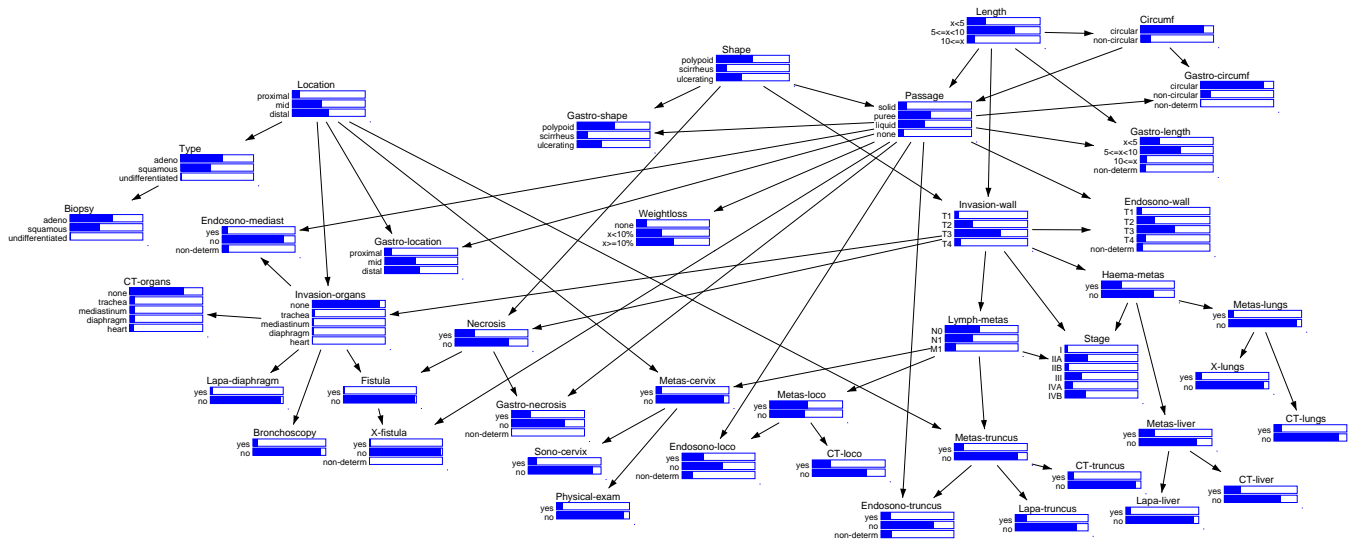 Length
x<5
5<=x<10
10<=x
Circumf
circular
non-circular
Shape
polypoid
scirrheus
ulcerating
Gastro-circumf
circular
non-circular
non-determ
Location
proximal
mid
distal
Passage
solid
puree
liquid
none
Gastro-shape
polypoid
scirrheus
ulcerating
Gastro-length
x<5
5<=x<10
10<=x
non-determ
Type
adeno
squamous
undifferentiated
Biopsy
adeno
squamous
undifferentiated
Endosono-mediast
yes
no
non-determ
Weightloss
none
x<10%
x>=10%
Invasion-wall
T1
T2
T3
T4
Endosono-wall
T1
T2
T3
T4
non-determ
Gastro-location
proximal
mid
distal
CT-organs
none
trachea
mediastinum
diaphragm
heart
Invasion-organs
none
trachea
mediastinum
diaphragm
heart
Haema-metas
yes
no
Metas-lungs
yes
no
Necrosis
yes
no
Lymph-metas
N0
N1
M1
Stage
I
IIA
IIB
III
IVA
IVB
X-lungs
yes
no
Lapa-diaphragm
yes
no
Fistula
yes
no
Metas-cervix
yes
no
Metas-loco
yes
no
Gastro-necrosis
yes
no
non-determ
CT-lungs
yes
no
Bronchoscopy
yes
no
X-fistula
yes
no
non-determ
Metas-liver
yes
no
Sono-cervix
yes
no
Endosono-loco
yes
no
non-determ
CT-loco
yes
no
Metas-truncus
yes
no
CT-truncus
yes
no
CT-liver
yes
no
Physical-exam
yes
no
Endosono-truncus
yes
no
non-determ
Lapa-truncus
yes
no
Lapa-liver
yes
no